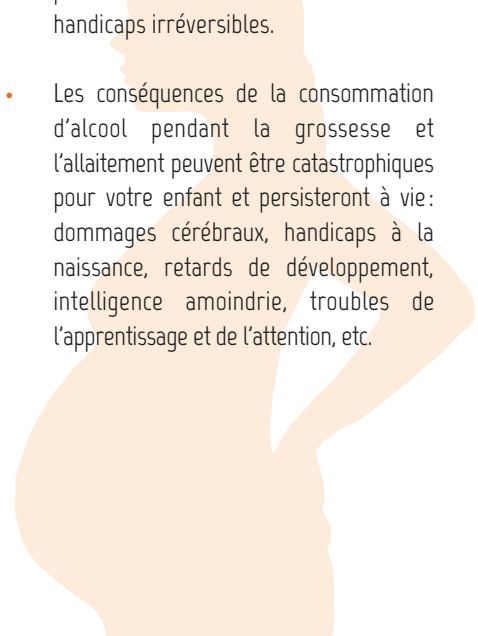 handicaps irréversibles.
• Les conséquences de la consommation
d'alcool pendant la grossesse et
l'allaitement peuvent être catastrophiques
pour votre enfant et persisteront à vie :
dommages cérébraux, handicaps à la
naissance, retards de développement,
intelligence amoindrie, troubles de
l'apprentissage et de l'attention, etc.